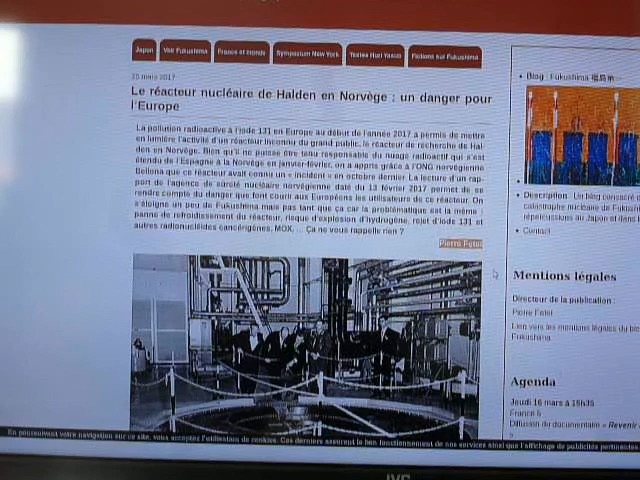 Japon
Voir Fukushima
France et monde
Symposium New York
Textes Hori Yasuo
Fictions sur Fukushima
25 mars 2017
Le réacteur nucléaire de Halden en Norvège : un danger pour
l'Europe
La pollution radioactive à l'iode 131 en Europe au début de l'année 2017 a permis de mettre
en lumière l'activité d'un réacteur inconnu du grand public, le réacteur de recherche de Hal-
den en Norvège. Bien qu'il ne puisse être tenu responsable du nuage radioactif qui s'est
étendu de l'Espagne à la Norvège en janvier-février, on a appris grâce à l'ONG norvégienne
Bellona que ce réacteur avait connu un « incident » en octobre dernier. La lecture d'un rap-
port de l'agence de sûreté nucléaire norvégienne daté du 13 février 2017 permet de se
rendre compte du danger que font courir aux Européens les utilisateurs de ce réacteur. On
s'éloigne un peu de Fukushima mais pas tant que ça car la problématique est la même :
panne de refroidissement du réacteur, risque d'explosion d'hydrogène, rejet d'iode 131 et
autres radionucléides cancérigènes, MOX, ... Ça ne vous rappelle rien ?
Pierre Fetet
Blog : Fukushima 福島第一
Description : Un blog consacré
catastrophe nucléaire de Fukushi
répercussions au Japon et dans l
Contact
Mentions légales
Directeur de la publication :
Pierre Fetet
Lien vers les mentions légales du blo
Fukushima
Agenda
Jeudi 16 mars à 15h35
France 5
Diffusion du documentaire « Revenir
En poursuivant votre navigation sur ce site, vous acceptez l'utilisation de cookies. Ces derniers assurent le bon fonctionnement de nos services ainsi que l'affichage de publicités pertinentes
JVC